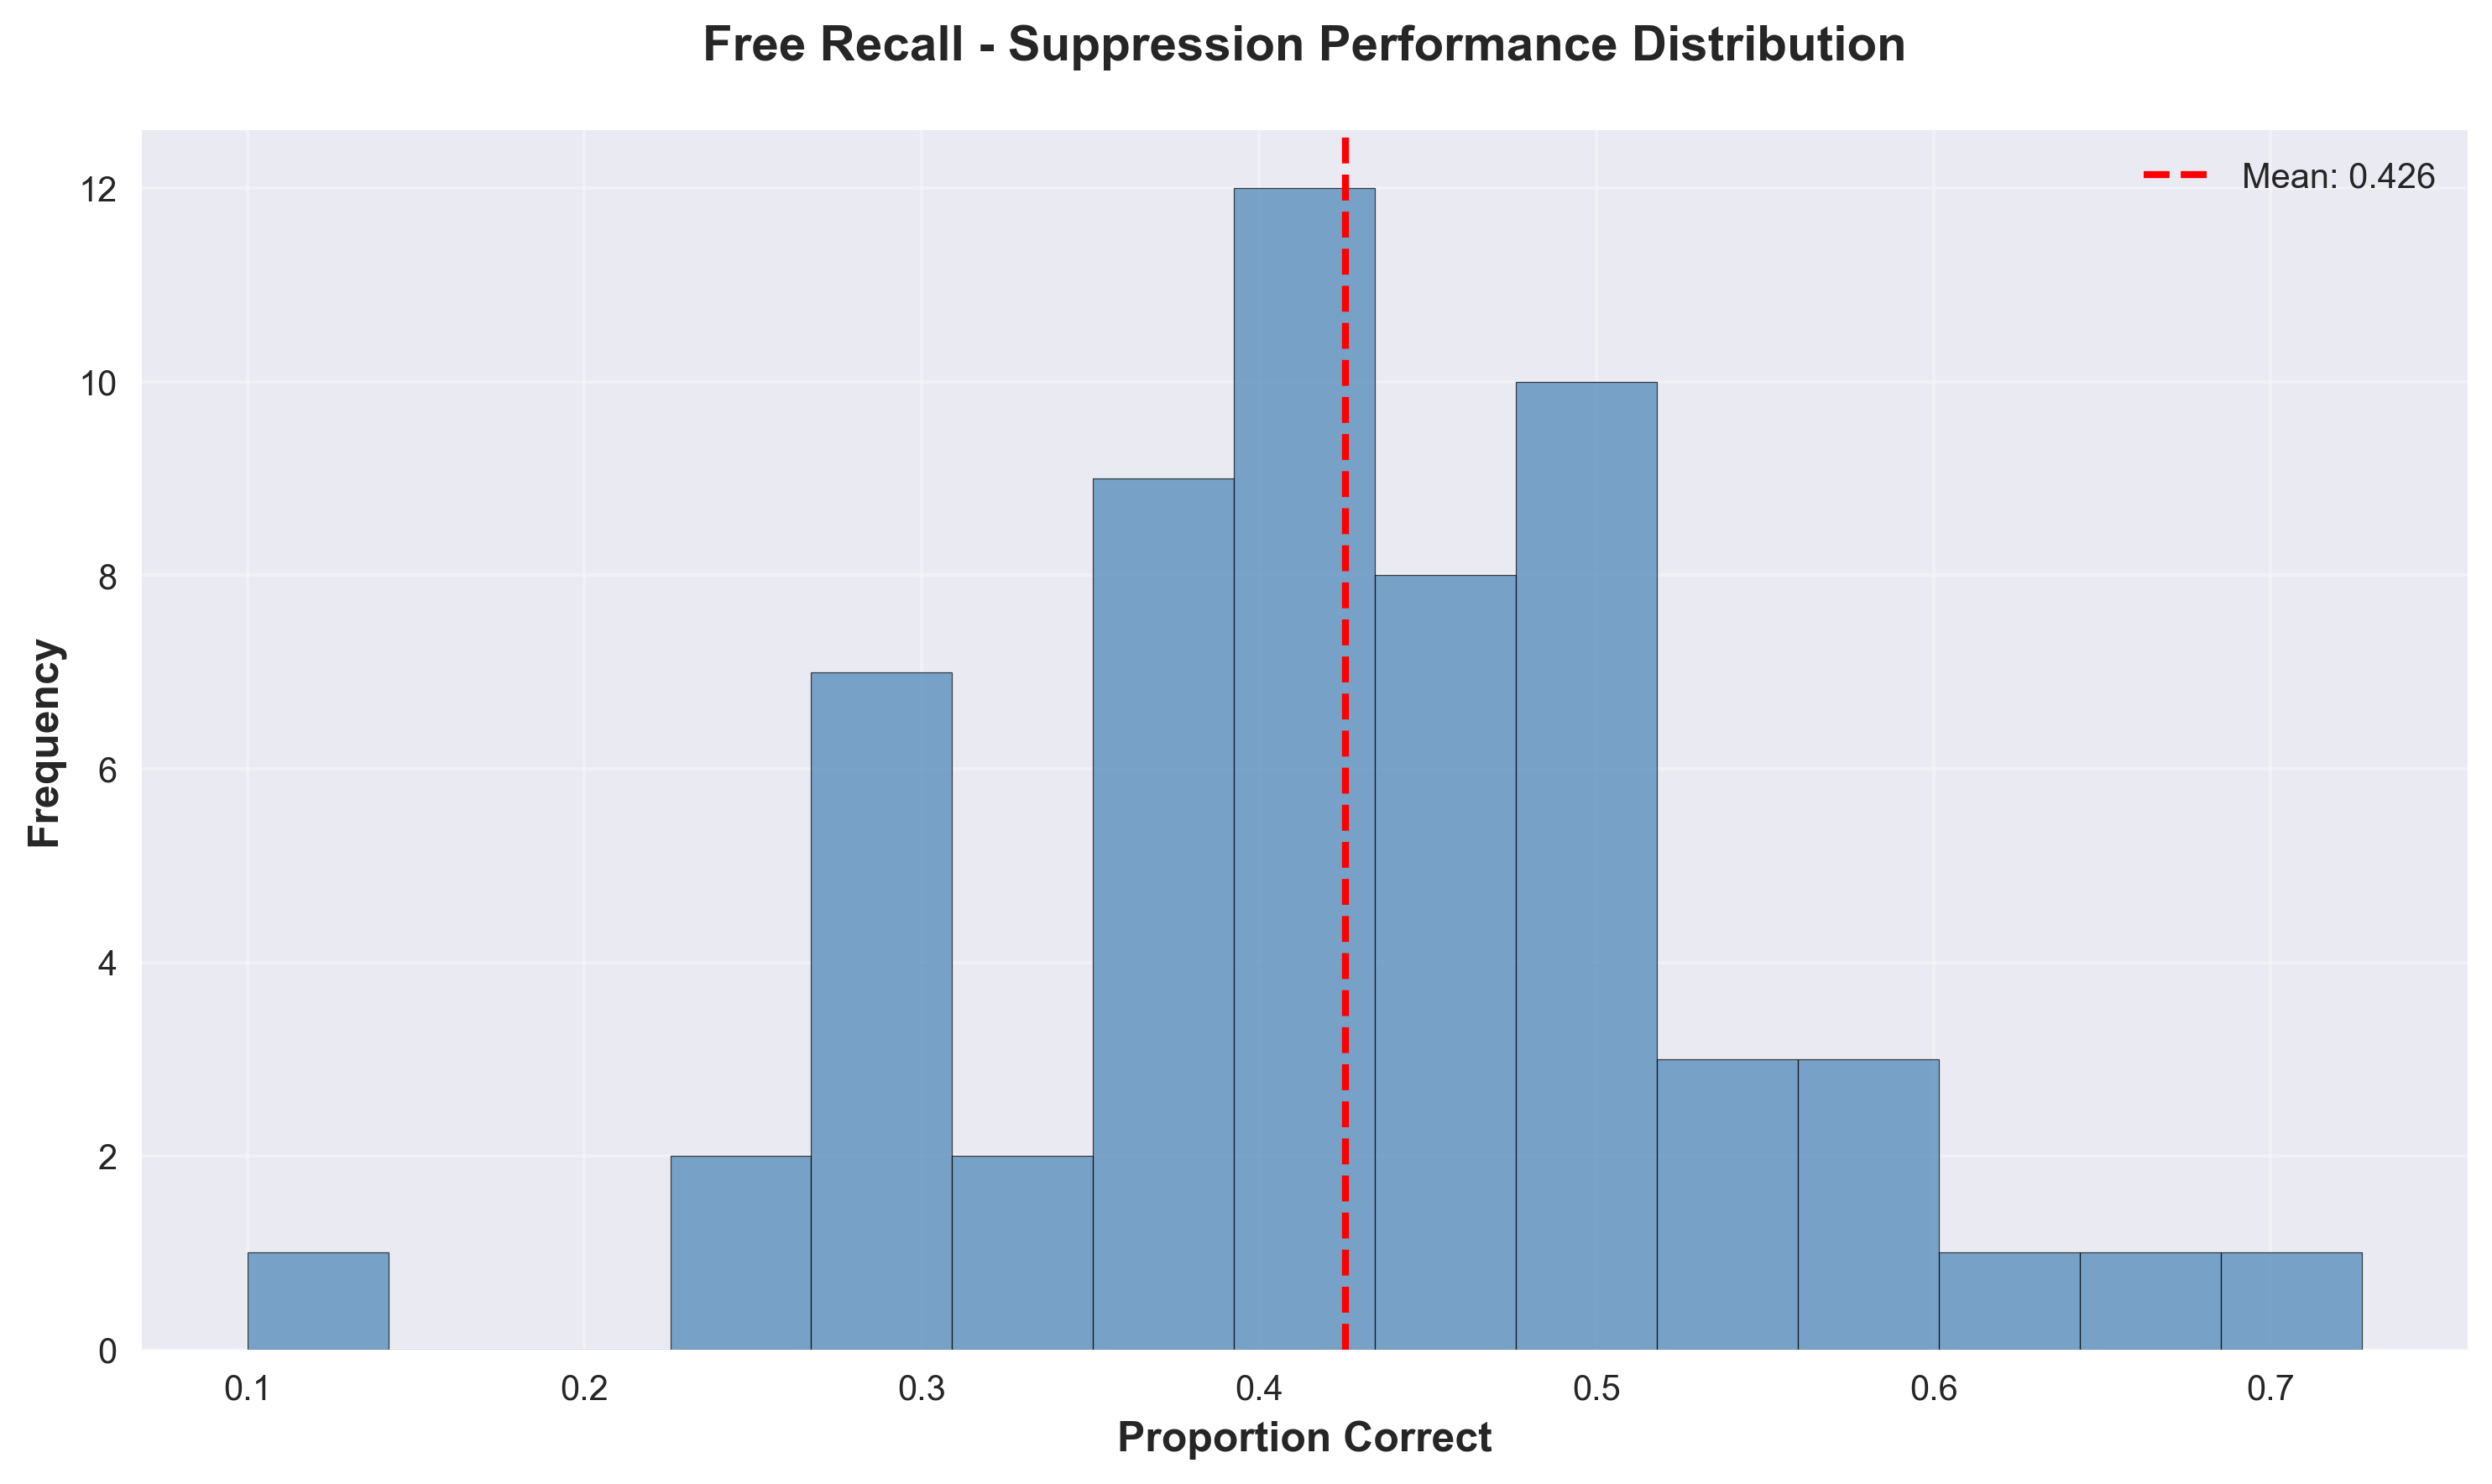 Free Recall - Suppression Performance Distribution
Mean: 0.426
12
10
8
6
4
2
0
Frequency
0.1 0.2 0.3 0.4 0.5 0.6 0.7
Proportion Correct